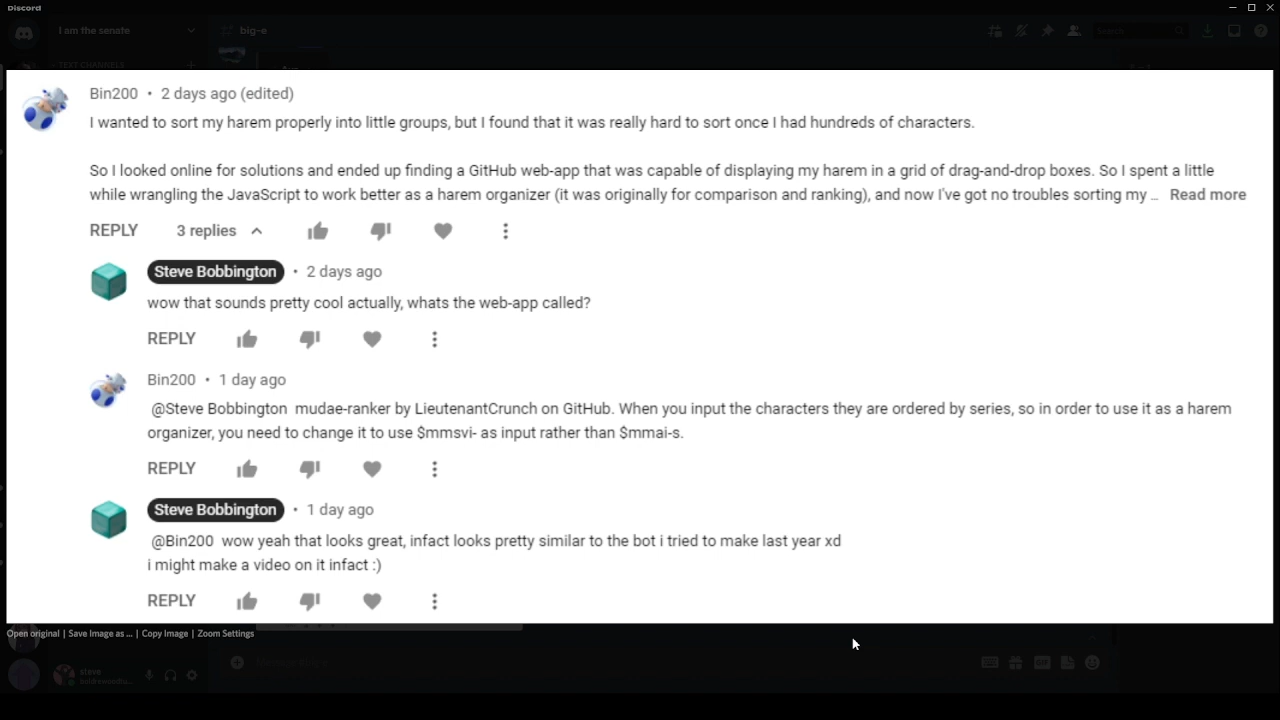 Discord
I am the senate
big-e
Search
TEXT CHANNELS
Bin200 • 2 days ago (edited)
I wanted to sort my harem properly into little groups, but I found that it was really hard to sort once I had hundreds of characters.
So I looked online for solutions and ended up finding a GitHub web-app that was capable of displaying my harem in a grid of drag-and-drop boxes. So I spent a little
while wrangling the JavaScript to work better as a harem organizer (it was originally for comparison and ranking), and now I've got no troubles sorting my ... Read more
REPLY 3 replies
Steve Bobbington • 2 days ago
wow that sounds pretty cool actually, whats the web-app called?
REPLY
Bin200 • 1 day ago
@Steve Bobbington mudae-ranker by LieutenantCrunch on GitHub. When you input the characters they are ordered by series, so in order to use it as a harem
organizer, you need to change it to use $mmsvi- as input rather than $mmai-s.
REPLY
Steve Bobbington • 1 day ago
@Bin200 wow yeah that looks great, infact looks pretty similar to the bot i tried to make last year xd
i might make a video on it infact :)
REPLY
Open original | Save Image as ... | Copy Image | Zoom Settings
steve
GIF